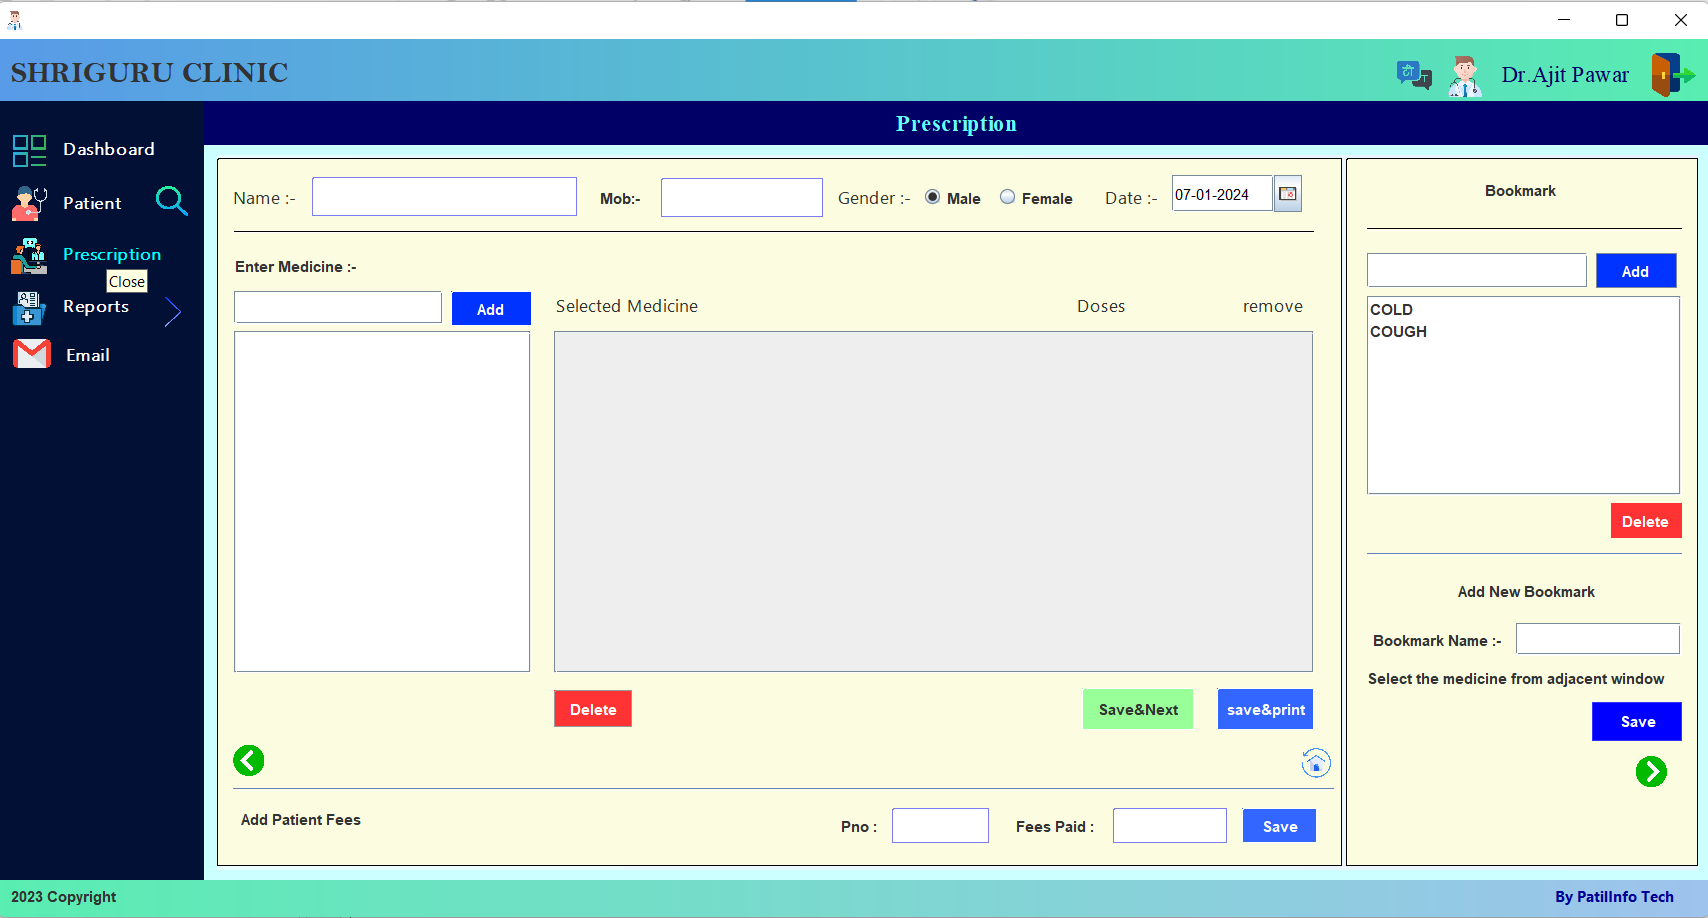 SHRIGURU CLINIC
Dr.Ajit Pawar
Prescription
Dashboard
Patient
Prescription
Close
Reports
Email
Name :-
Mob:-
Gender :- Male Female
Date :- 07-01-2024
Enter Medicine :-
Add
Selected Medicine Doses remove
Delete
Save&Next
save&print
Add Patient Fees
Pno :
Fees Paid :
Save
Bookmark
Add
COLD
COUGH
Delete
Add New Bookmark
Bookmark Name :-
Select the medicine from adjacent window
Save
2023 Copyright
By PatilInfo Tech